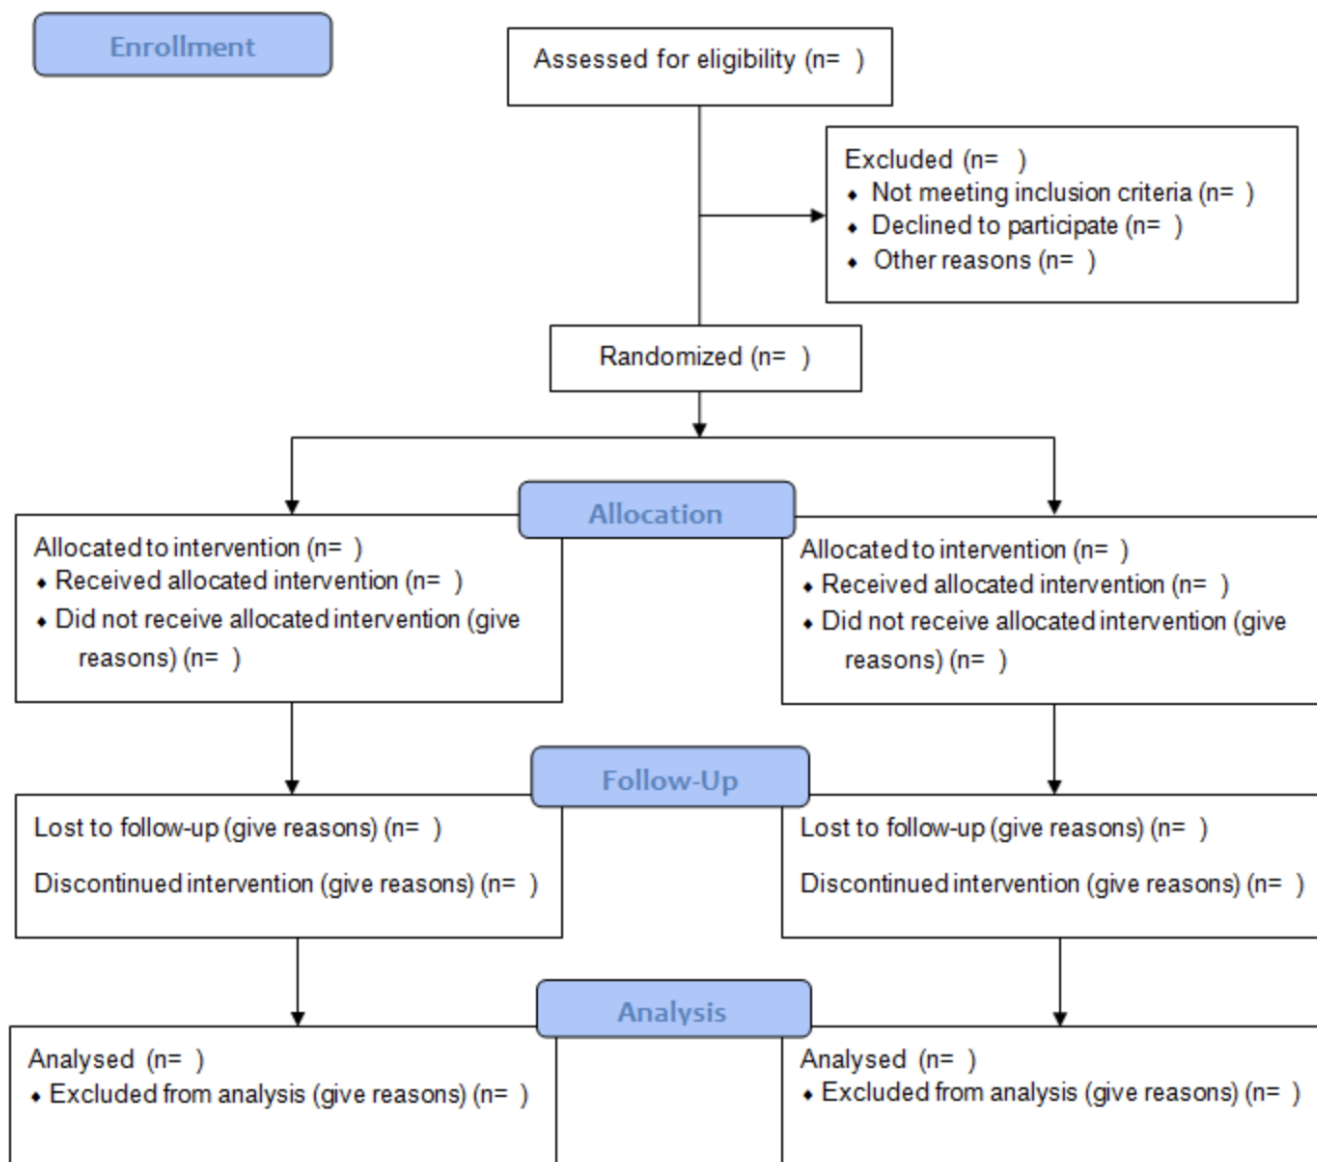 Enrollment
Assessed for eligibility (n=  )
Excluded (n=  )
⬥ Not meeting inclusion criteria (n=  )
⬥ Declined to participate (n=  )
⬥ Other reasons (n=  )
Randomized (n=  )
Allocation
Allocated to intervention (n=  )
⬥ Received allocated intervention (n=  )
⬥ Did not receive allocated intervention (give
reasons) (n=  )
Allocated to intervention (n=  )
⬥ Received allocated intervention (n=  )
⬥ Did not receive allocated intervention (give
reasons) (n=  )
Follow-Up
Lost to follow-up (give reasons) (n=  )
Discontinued intervention (give reasons) (n=  )
Lost to follow-up (give reasons) (n=  )
Discontinued intervention (give reasons) (n=  )
Analysis
Analysed (n=  )
⬥ Excluded from analysis (give reasons) (n=  )
Analysed (n=  )
⬥ Excluded from analysis (give reasons) (n=  )